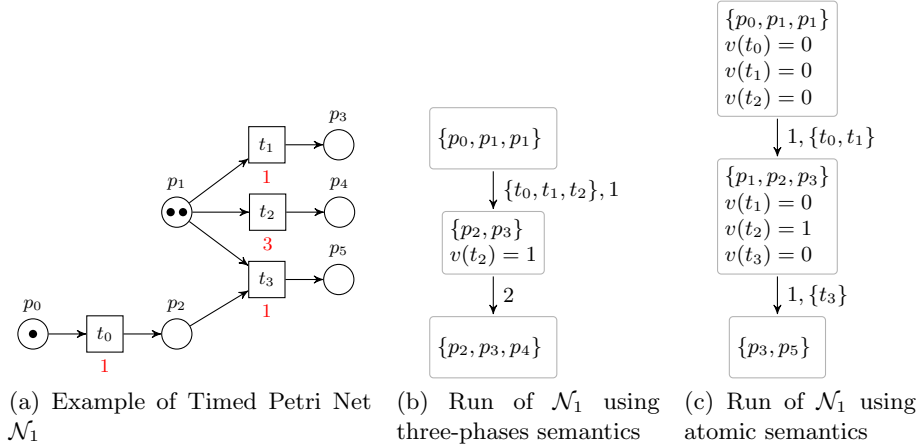 p₃
t₁
1
p₁
p₄
t₂
3
p₅
t₃
1
p₀
p₂
t₀
1
(a) Example of Timed Petri Net
𝒩₁
{p₀, p₁, p₁}
{t₀, t₁, t₂}, 1
{p₂, p₃}
v(t₂) = 1
2
{p₂, p₃, p₄}
(b) Run of 𝒩₁ using
three-phases semantics
{p₀, p₁, p₁}
v(t₀) = 0
v(t₁) = 0
v(t₂) = 0
1, {t₀, t₁}
{p₁, p₂, p₃}
v(t₁) = 0
v(t₂) = 1
v(t₃) = 0
1, {t₃}
{p₃, p₅}
(c) Run of 𝒩₁ using
atomic semantics